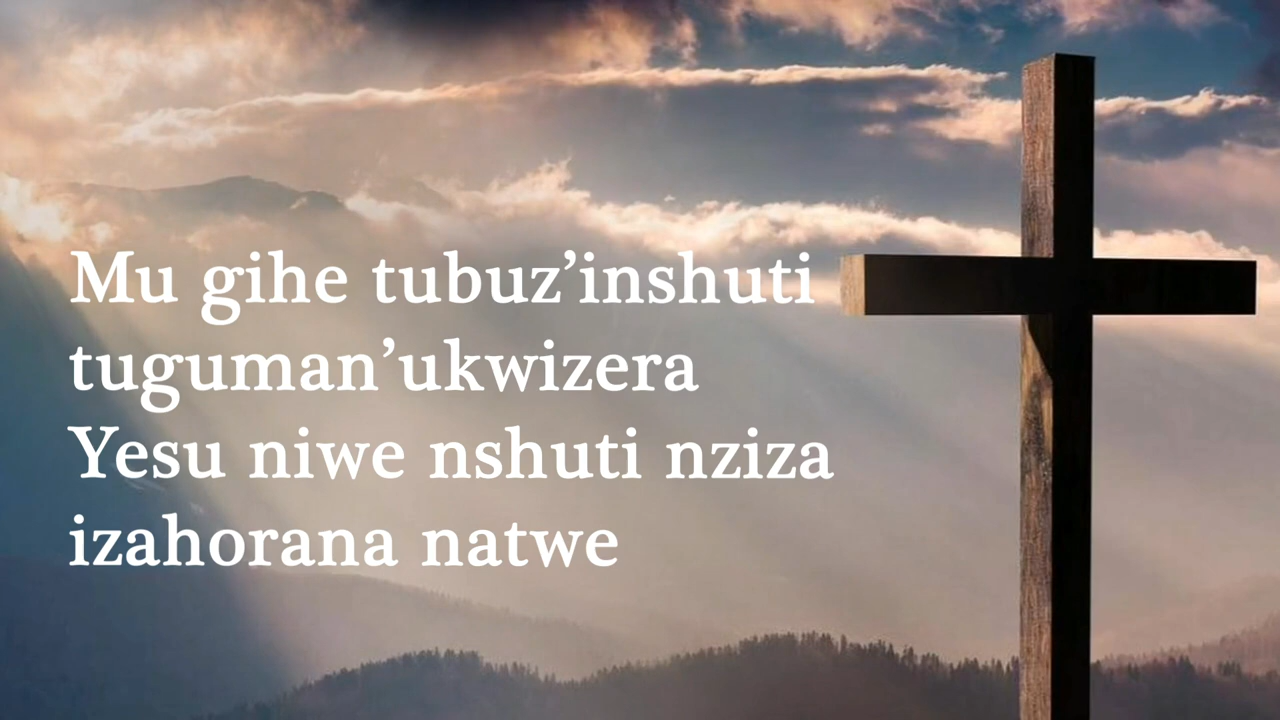 Mu gihe tubuz’inshuti
tuguman’ukwizera
Yesu niwe nshuti nziza
izahorana natwe